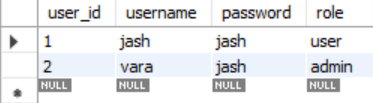 user_id username password role
1 jash jash user
2 vara jash admin
NULL NULL NULL NULL